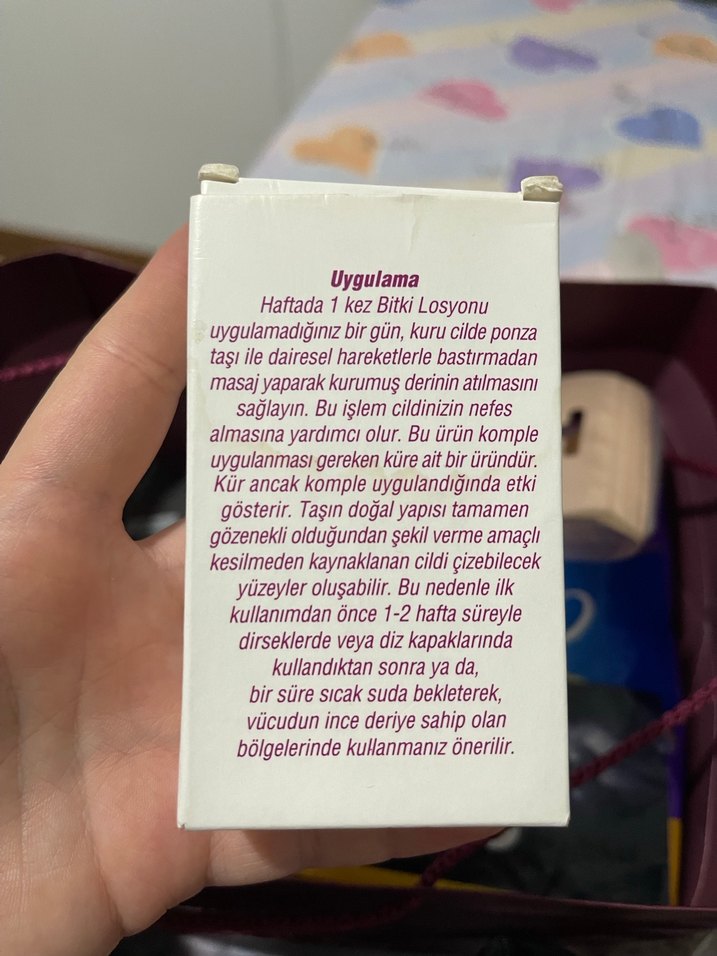 Uygulama
Haftada 1 kez Bitki Losyonu
uygulamadığınız bir gün, kuru cilde ponza
taşı ile dairesel hareketlerle bastırmadan
masaj yaparak kurumuş derinin atılmasını
sağlayın. Bu işlem cildinizin nefes
almasına yardımcı olur. Bu ürün komple
uygulanması gereken küre ait bir üründür.
Kür ancak komple uygulandığında etki
gösterir. Taşın doğal yapısı tamamen
gözenekli olduğundan şekil verme amaçlı
kesilmeden kaynaklanan cildi çizebilecek
yüzeyler oluşabilir. Bu nedenle ilk
kullanımdan önce 1-2 hafta süreyle
dirseklerde veya diz kapaklarında
kullandıktan sonra ya da,
bir süre sıcak suda bekleterek,
vücudun ince deriye sahip olan
bölgelerinde kullanmanız önerilir.